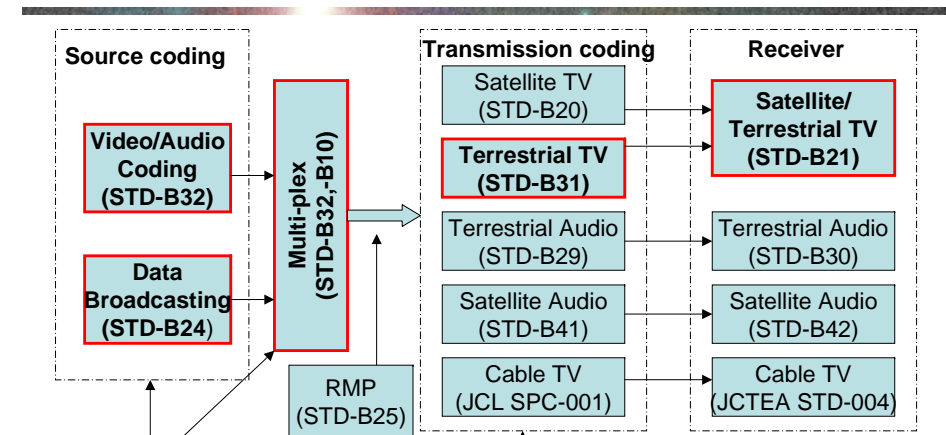 Source coding
Video/Audio
Coding
(STD-B32)
Data
Broadcasting
(STD-B24)
Multi-plex
(STD-B32,-B10)
RMP
(STD-B25)
Transmission coding
Satellite TV
(STD-B20)
Terrestrial TV
(STD-B31)
Terrestrial Audio
(STD-B29)
Satellite Audio
(STD-B41)
Cable TV
(JCL SPC-001)
Receiver
Satellite/
Terrestrial TV
(STD-B21)
Terrestrial Audio
(STD-B30)
Satellite Audio
(STD-B42)
Cable TV
(JCTEA STD-004)